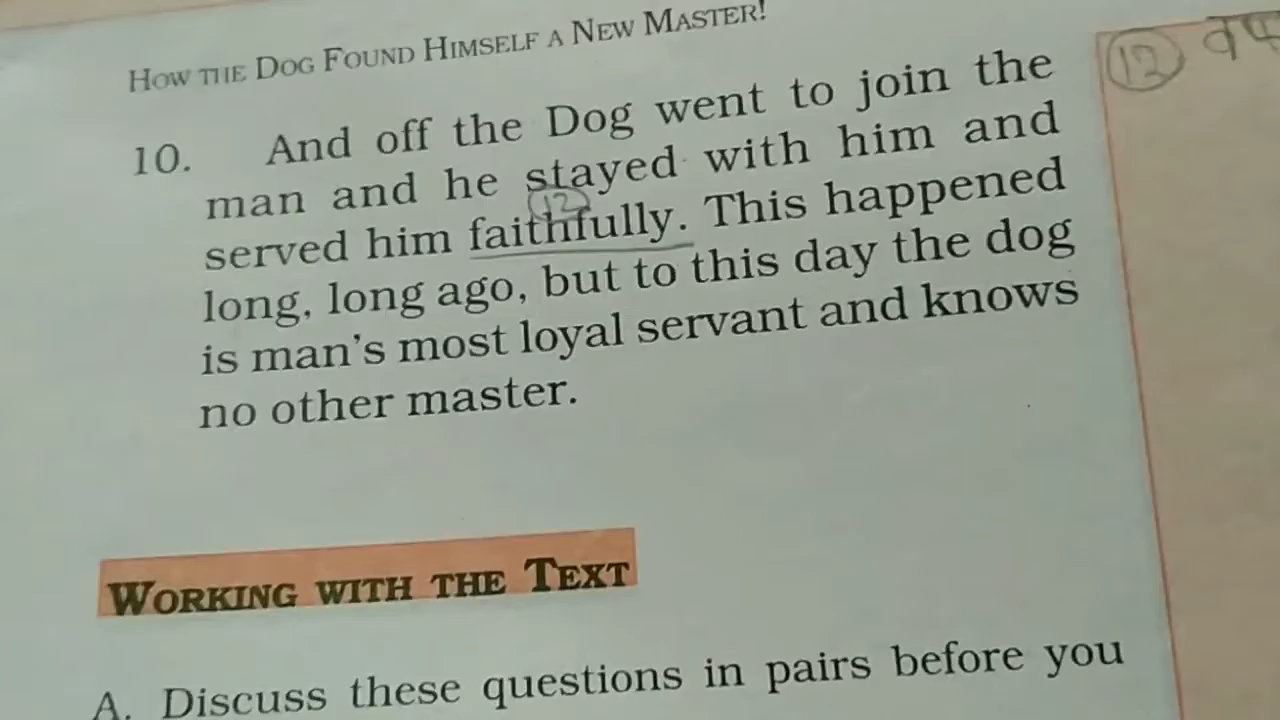 HOW THE DOG FOUND HIMSELF A NEW MASTER!
10. And off the Dog went to join the
man and he stayed with him and
12
served him faithfully. This happened
long, long ago, but to this day the dog
is man's most loyal servant and knows
no other master.
WORKING WITH THE TEXT
A. Discuss these questions in pairs before you
12